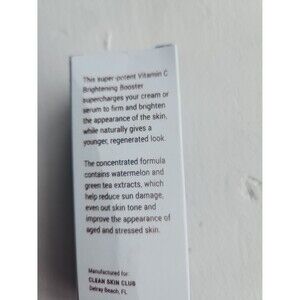 This super-potent Vitamin C
Brightening Booster
supercharges your cream or
serum to firm and brighten
the appearance of the skin,
while naturally gives a
younger, regenerated look.
The concentrated formula
contains watermelon and
green tea extracts, which
help reduce sun damage,
even out skin tone and
improve the appearance of
aged and stressed skin.
Manufactured for:
CLEAN SKIN CLUB
Delray Beach, FL